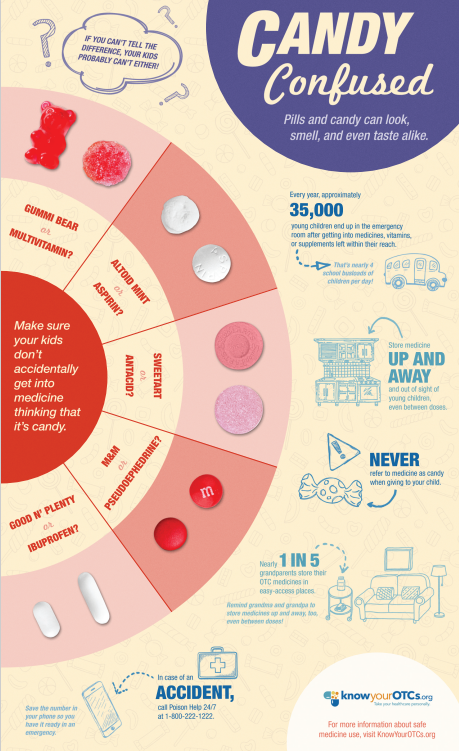 IF YOU CAN'T TELL THE
DIFFERENCE, YOUR KIDS
PROBABLY CAN'T EITHER!
CANDY
Confused
Pills and candy can look,
smell, and even taste alike.
GUMMI BEAR
or
MULTIVITAMIN?
ALTOID MINT
or
ASPIRIN?
SWEETART
or
ANTACID?
M&M
or
PSEUDOEPHEDRINE?
m
GOOD N' PLENTY
or
IBUPROFEN?
Make sure
your kids
don't
accidentally
get into
medicine
thinking that
it's candy.
Every year, approximately
35,000
young children end up in the emergency
room after getting into medicines, vitamins,
or supplements left within their reach.
That's nearly 4
school busloads of
children per day!
Store medicine
UP AND
AWAY
and out of sight of
young children,
even between doses.
NEVER
refer to medicine as candy
when giving to your child.
Nearly 1 IN 5
grandparents store their
OTC medicines in
easy-access places.
Remind grandma and grandpa to
store medicines up and away, too,
even between doses!
In case of an
ACCIDENT,
call Poison Help 24/7
at 1-800-222-1222.
Save the number in
your phone so you
have it ready in an
emergency.
knowyourOTCs.org
Take your healthcare personally.
For more information about safe
medicine use, visit KnowYourOTCs.org